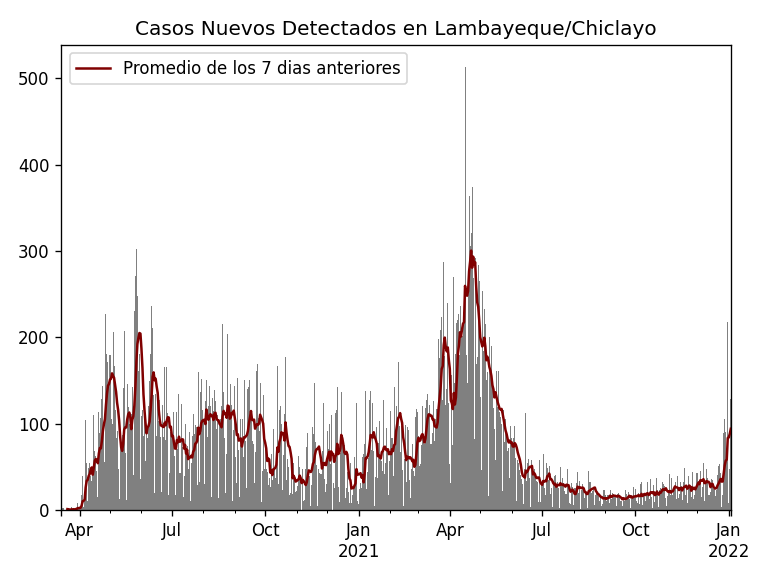 Casos Nuevos Detectados en Lambayeque/Chiclayo
Promedio de los 7 dias anteriores
500
400
300
200
100
0
Apr Jul Oct Jan Apr Jul Oct Jan
2021 2022